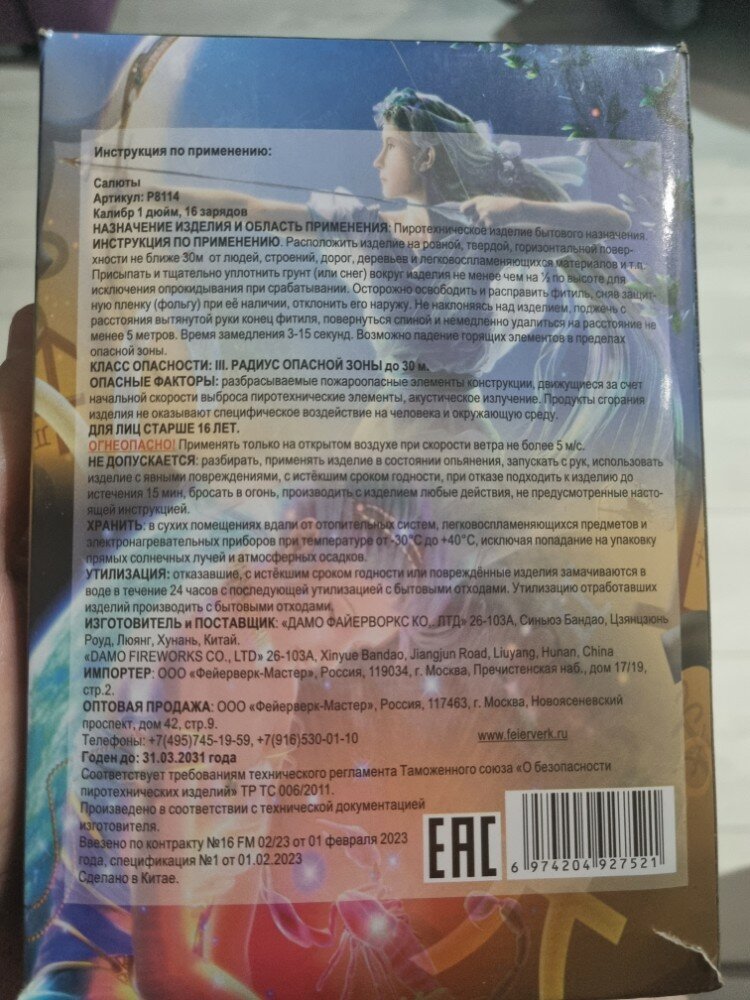 Инструкция по применению:
Салюты
Артикул: Р8114
Калибр 1 дюйм, 16 зарядов
НАЗНАЧЕНИЕ ИЗДЕЛИЯ И ОБЛАСТЬ ПРИМЕНЕНИЯ: Пиротехническое изделие бытового назначения.
ИНСТРУКЦИЯ ПО ПРИМЕНЕНИЮ. Расположить изделие на ровной, твердой, горизонтальной повер-
хности не ближе 30м от людей, строений, дорог, деревьев и легковоспламеняющихся материалов и т.п.
Присыпать и тщательно уплотнить грунт (или снег) вокруг изделия не менее чем на ½ по высоте для
исключения опрокидывания при срабатывании. Осторожно освободить и расправить фитиль, сняв защит-
ную пленку (фольгу) при её наличии, отклонить его наружу. Не наклоняясь над изделием, поджечь с
расстояния вытянутой руки конец фитиля, повернуться спиной и немедленно удалиться на расстояние не
менее 5 метров. Время замедления 3-15 секунд. Возможно падение горящих элементов в пределах
опасной зоны.
КЛАСС ОПАСНОСТИ: III. РАДИУС ОПАСНОЙ ЗОНЫ до 30 м.
ОПАСНЫЕ ФАКТОРЫ: разбрасываемые пожароопасные элементы конструкции, движущиеся за счет
начальной скорости выброса пиротехнические элементы, акустическое излучение. Продукты сгорания
изделия не оказывают специфическое воздействие на человека и окружающую среду.
ДЛЯ ЛИЦ СТАРШЕ 16 ЛЕТ.
ОГНЕОПАСНО! Применять только на открытом воздухе при скорости ветра не более 5 м/с.
НЕ ДОПУСКАЕТСЯ: разбирать, применять изделие в состоянии опьянения, запускать с рук, использовать
изделие с явными повреждениями, с истёкшим сроком годности, при отказе подходить к изделию до
истечения 15 мин, бросать в огонь, производить с изделием любые действия, не предусмотренные насто-
ящей инструкцией.
ХРАНИТЬ: в сухих помещениях вдали от отопительных систем, легковоспламеняющихся предметов и
электронагревательных приборов при температуре от -30°С до +40°С, исключая попадание на упаковку
прямых солнечных лучей и атмосферных осадков.
УТИЛИЗАЦИЯ: отказавшие, с истёкшим сроком годности или повреждённые изделия замачиваются в
воде в течение 24 часов с последующей утилизацией с бытовыми отходами. Утилизацию отработавших
изделий производить с бытовыми отходами.
ИЗГОТОВИТЕЛЬ и ПОСТАВЩИК: «ДАМО ФАЙЕРВОРКС КО., ЛТД» 26-103А, Синьюэ Бандао, Цзянцзюнь
Роуд, Люянг, Хунань, Китай.
«DAMO FIREWORKS CO., LTD» 26-103A, Xinyue Bandao, Jiangjun Road, Liuyang, Hunan, China
ИМПОРТЕР: ООО «Фейерверк-Мастер», Россия, 119034, г. Москва, Пречистенская наб., дом 17/19,
стр.2.
ОПТОВАЯ ПРОДАЖА: ООО «Фейерверк-Мастер», Россия, 117463, г. Москва, Новоясеневский
проспект, дом 42, стр.9.
Телефоны: +7(495)745-19-59, +7(916)530-01-10 www.feierverk.ru
Годен до: 31.03.2031 года
Соответствует требованиям технического регламента Таможенного союза «О безопасности
пиротехнических изделий» ТР ТС 006/2011.
Произведено в соответствии с технической документацией
изготовителя.
Ввезено по контракту №16 FM 02/23 от 01 февраля 2023
года, спецификация №1 от 01.02.2023
Сделано в Китае.
ЕАС
6 974204 927521